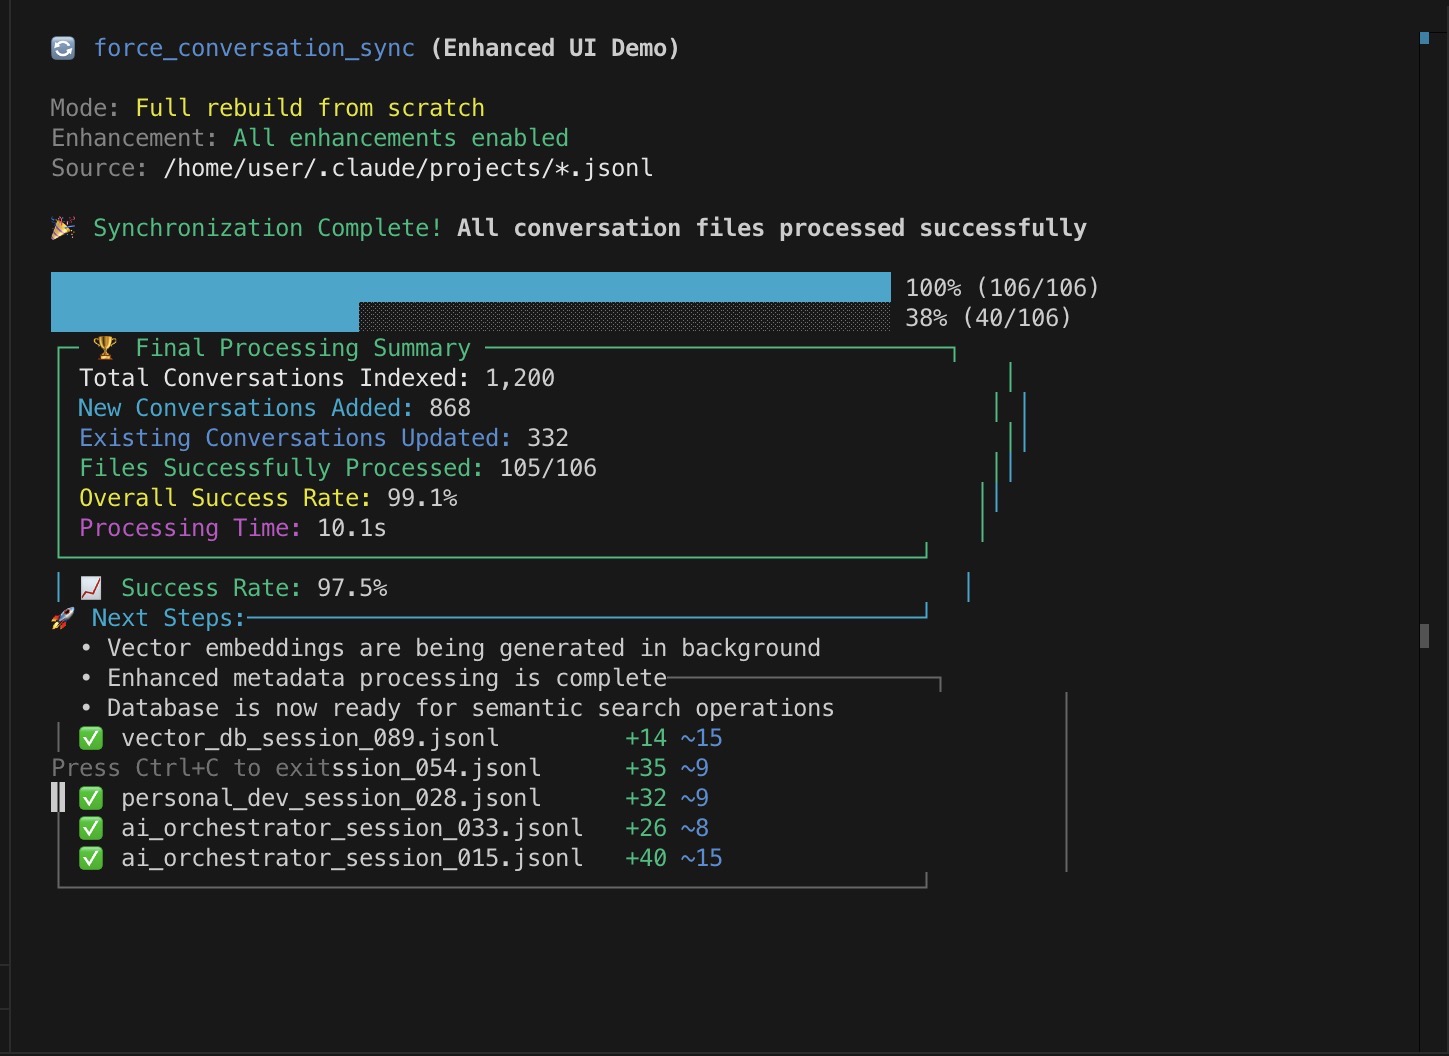 🔄 force_conversation_sync (Enhanced UI Demo)
Mode: Full rebuild from scratch
Enhancement: All enhancements enabled
Source: /home/user/.claude/projects/*.jsonl
🎉 Synchronization Complete! All conversation files processed successfully
100% (106/106)
38% (40/106)
🏆 Final Processing Summary
Total Conversations Indexed: 1,200
New Conversations Added: 868
Existing Conversations Updated: 332
Files Successfully Processed: 105/106
Overall Success Rate: 99.1%
Processing Time: 10.1s
📈 Success Rate: 97.5%
🚀 Next Steps:
• Vector embeddings are being generated in background
• Enhanced metadata processing is complete
• Database is now ready for semantic search operations
✅ vector_db_session_089.jsonl +14 ~15
Press Ctrl+C to exitssion_054.jsonl +35 ~9
✅ personal_dev_session_028.jsonl +32 ~9
✅ ai_orchestrator_session_033.jsonl +26 ~8
✅ ai_orchestrator_session_015.jsonl +40 ~15